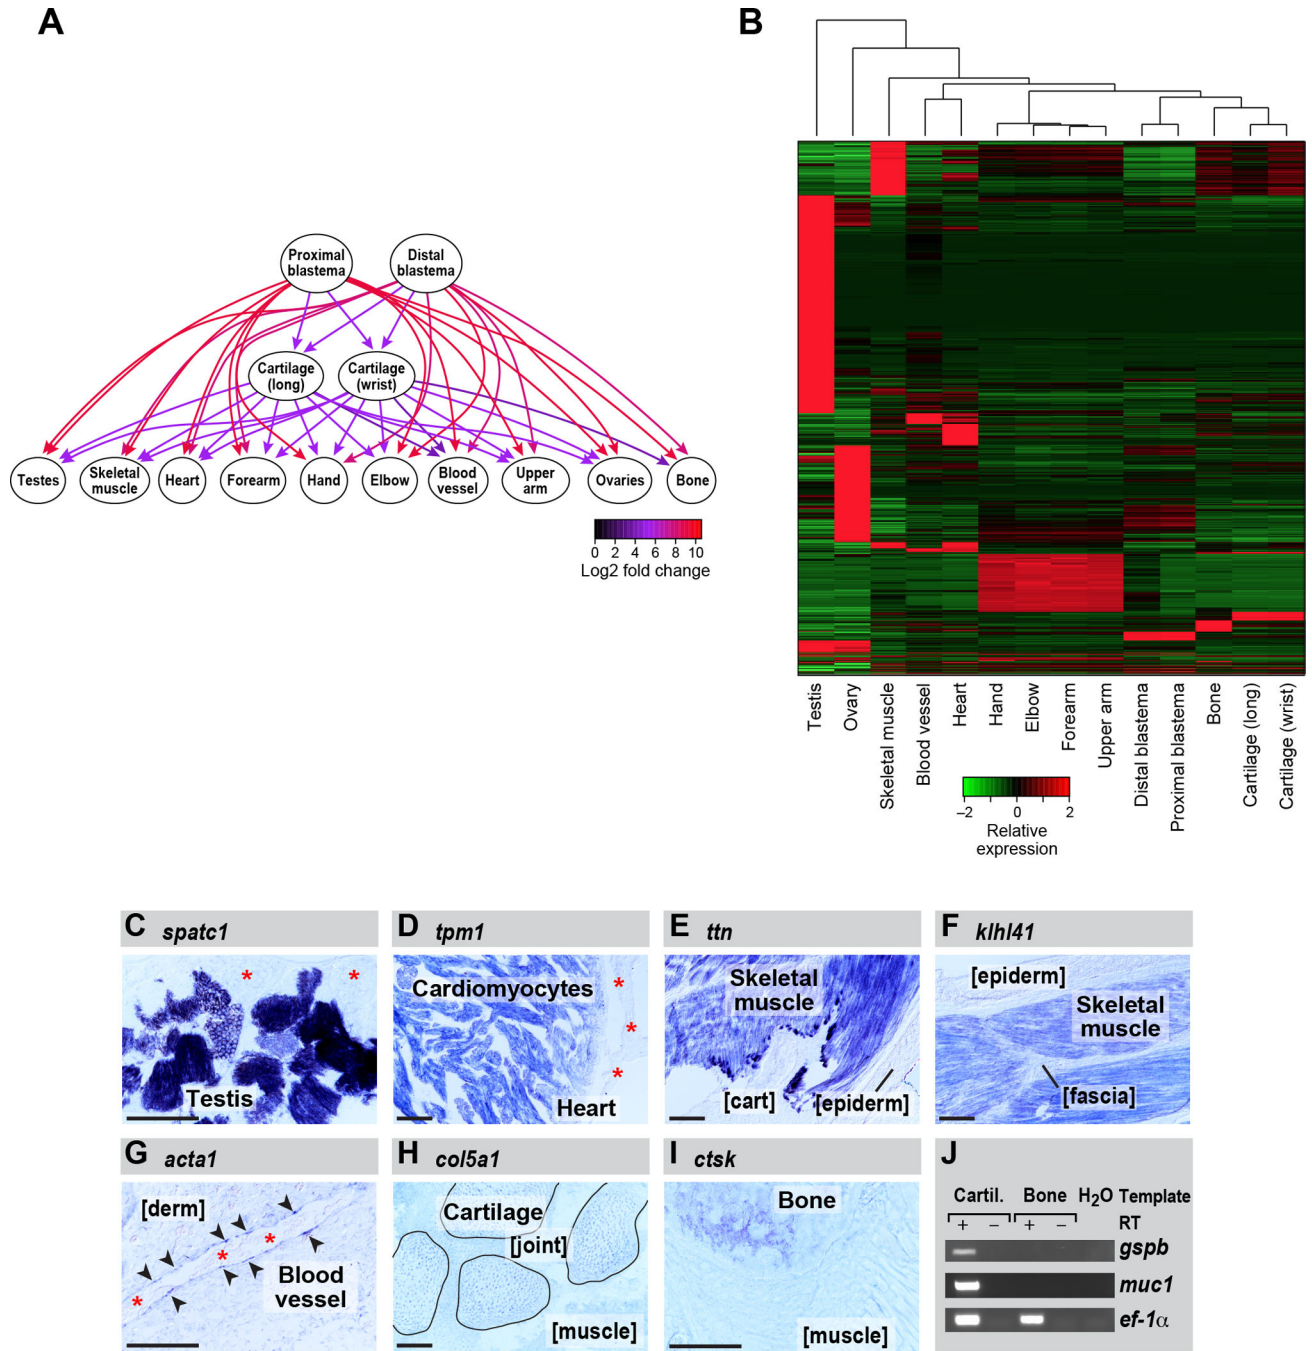 A
Proximal
blastema
Distal
blastema
Cartilage
(long)
Cartilage
(wrist)
Testes
Skeletal
muscle
Heart
Forearm
Hand
Elbow
Blood
vessel
Upper
arm
Ovaries
Bone
0 2 4 6 8 10
Log2 fold change
B
Testis
Ovary
Skeletal muscle
Blood vessel
Heart
Hand
Elbow
Forearm
Upper arm
Distal blastema
Proximal blastema
Bone
Cartilage (long)
Cartilage (wrist)
–2 0 2
Relative
expression
C spatc1
* *
Testis
D tpm1
Cardiomyocytes
*
*
*
Heart
E ttn
Skeletal
muscle
[cart]
[epiderm]
F klhl41
[epiderm]
Skeletal
muscle
[fascia]
G acta1
[derm]
* * *
Blood
vessel
H col5a1
Cartilage
[joint]
[muscle]
I ctsk
Bone
[muscle]
J
Cartil. Bone H2O Template
+ – + – RT
gspb
muc1
ef-1α